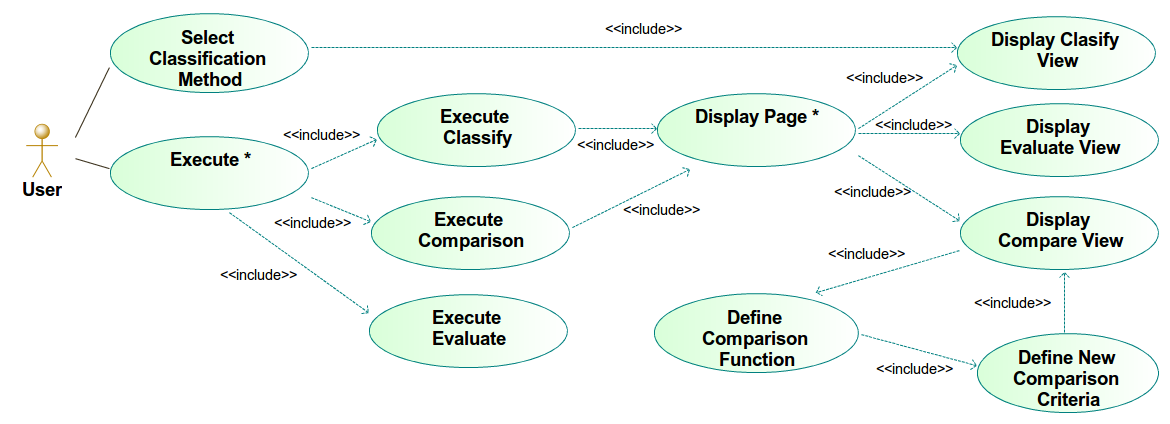 Select
Classification
Method
<<include>>
Display Clasify
View
<<include>>
User
Execute *
<<include>>
Execute
Classify
<<include>>
Display Page *
<<include>>
Display
Evaluate View
<<include>>
Execute
Comparison
<<include>>
<<include>>
Display
Compare View
<<include>>
Execute
Evaluate
<<include>>
Define
Comparison
Function
<<include>>
<<include>>
Define New
Comparison
Criteria